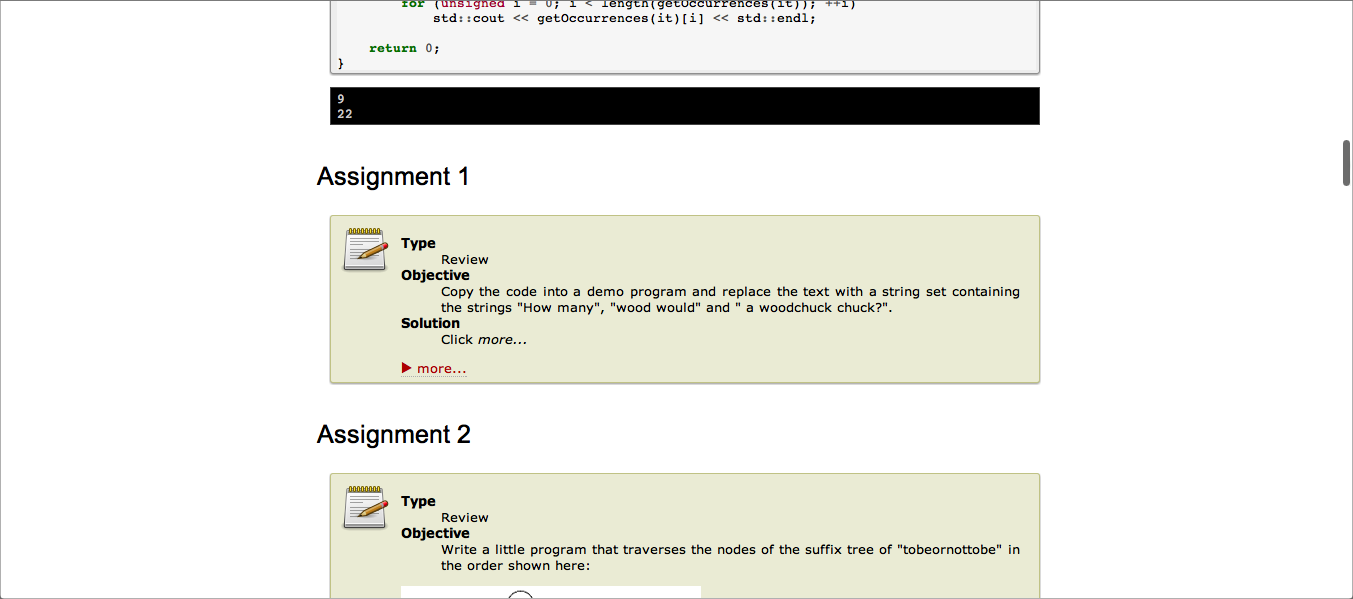 for (unsigned i = 0; i < length(getOccurrences(it)); ++i)
std::cout << getOccurrences(it)[i] << std::endl;
return 0;
}
9
22
Assignment 1
Type
Review
Objective
Copy the code into a demo program and replace the text with a string set containing
the strings "How many", "wood would" and " a woodchuck chuck?".
Solution
Click more...
▶ more...
Assignment 2
Type
Review
Objective
Write a little program that traverses the nodes of the suffix tree of "tobeornottobe" in
the order shown here: